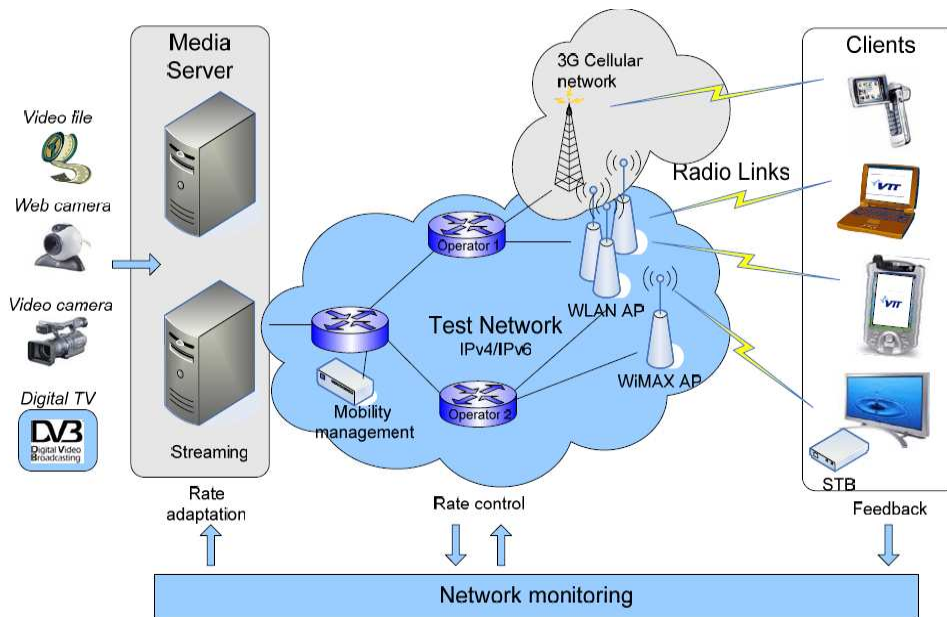 Media
Server
Video file
Web camera
Video camera
Digital TV
DVB
Digital Video
Broadcasting
Streaming
3G Cellular
network
Radio Links
Operator 1
Test Network
IPv4/IPv6
Mobility
management
Operator 2
WLAN AP
WiMAX AP
Clients
VTT
VTT
STB
Rate
adaptation
Rate control
Feedback
Network monitoring